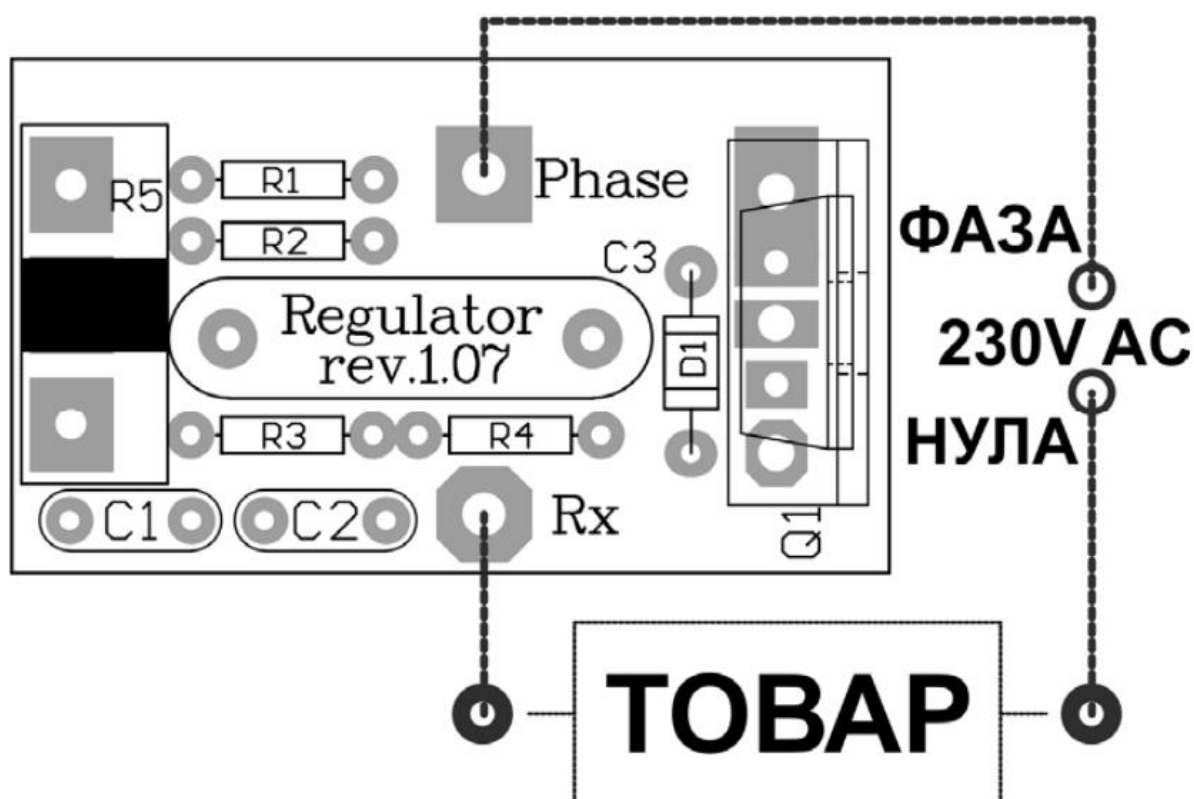 R5
R1
Phase
R2
C3
ФАЗА
Regulator
rev.1.07
D1
230V AC
R3
R4
НУЛА
C1
C2
Rx
Q1
ТОВАР